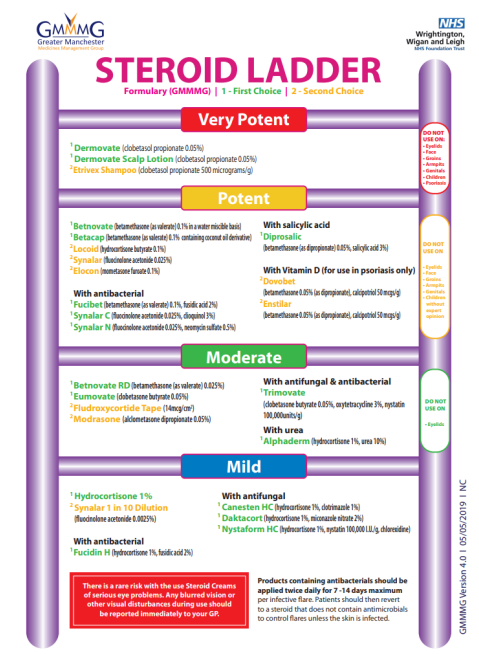 GMMMG
Greater Manchester
Medicines Management Group
NHS
Wrightington,
Wigan and Leigh
NHS Foundation Trust
STEROID LADDER
Formulary (GMMMG) | 1 - First Choice | 2 - Second Choice
Very Potent
1 Dermovate (clobetasol propionate 0.05%)
1 Dermovate Scalp Lotion (clobetasol propionate 0.05%)
2 Etrivex Shampoo (clobetasol propionate 500 micrograms/g)
DO NOT
USE ON:
• Eyelids
• Face
• Groins
• Armpits
• Genitals
• Children
• Psoriasis
Potent
1 Betnovate (betamethasone (as valerate) 0.1% in a water miscible basis)
1 Betacap (betamethasone (as valerate) 0.1% containing coconut oil derivative)
2 Locoid (hydrocortisone butyrate 0.1%)
2 Synalar (fluocinolone acetonide 0.025%)
2 Elocon (mometasone furoate 0.1%)
With antibacterial
1 Fucibet (betamethasone (as valerate) 0.1%, fusidic acid 2%)
1 Synalar C (fluocinolone acetonide 0.025%, clioquinol 3%)
1 Synalar N (fluocinolone acetonide 0.025%, neomycin sulfate 0.5%)
With salicylic acid
1 Diprosalic
(betamethasone (as dipropionate) 0.05%, salicylic acid 3%)
With Vitamin D (for use in psoriasis only)
2 Dovobet
(betamethasone 0.05% (as dipropionate), calcipotriol 50 mcgs/g)
2 Enstilar
(betamethasone 0.05% (as dipropionate), calcipotriol 50 mcgs/g)
DO NOT
USE ON:
• Eyelids
• Face
• Groins
• Armpits
• Genitals
• Children
without
expert
opinion
Moderate
1 Betnovate RD (betamethasone (as valerate) 0.025%)
1 Eumovate (clobetasone butyrate 0.05%)
2 Fludroxycortide Tape (14mcg/cm²)
2 Modrasone (alclometasone dipropionate 0.05%)
With antifungal & antibacterial
1 Trimovate
(clobetasone butyrate 0.05%, oxytetracycline 3%, nystatin
100,000units/g)
With urea
1 Alphaderm (hydrocortisone 1%, urea 10%)
DO NOT
USE ON
• Eyelids
Mild
1 Hydrocortisone 1%
2 Synalar 1 in 10 Dilution
(fluocinolone acetonide 0.0025%)
With antibacterial
1 Fucidin H (hydrocortisone 1%, fusidic acid 2%)
With antifungal
1 Canesten HC (hydrocortisone 1%, clotrimazole 1%)
1 Daktacort (hydrocortisone 1%, miconazole nitrate 2%)
1 Nystaform HC (hydrocortisone 1%, nystatin 100,000 I.U./g, chlorexidine)
There is a rare risk with the use Steroid Creams
of serious eye problems. Any blurred vision or
other visual disturbances during use should
be reported immediately to your GP.
Products containing antibacterials should be
applied twice daily for 7 -14 days maximum
per infective flare. Patients should then revert
to a steroid that does not contain antimicrobials
to control flares unless the skin is infected.
GMMMG Version 4.0 I 05/05/2019 I NC